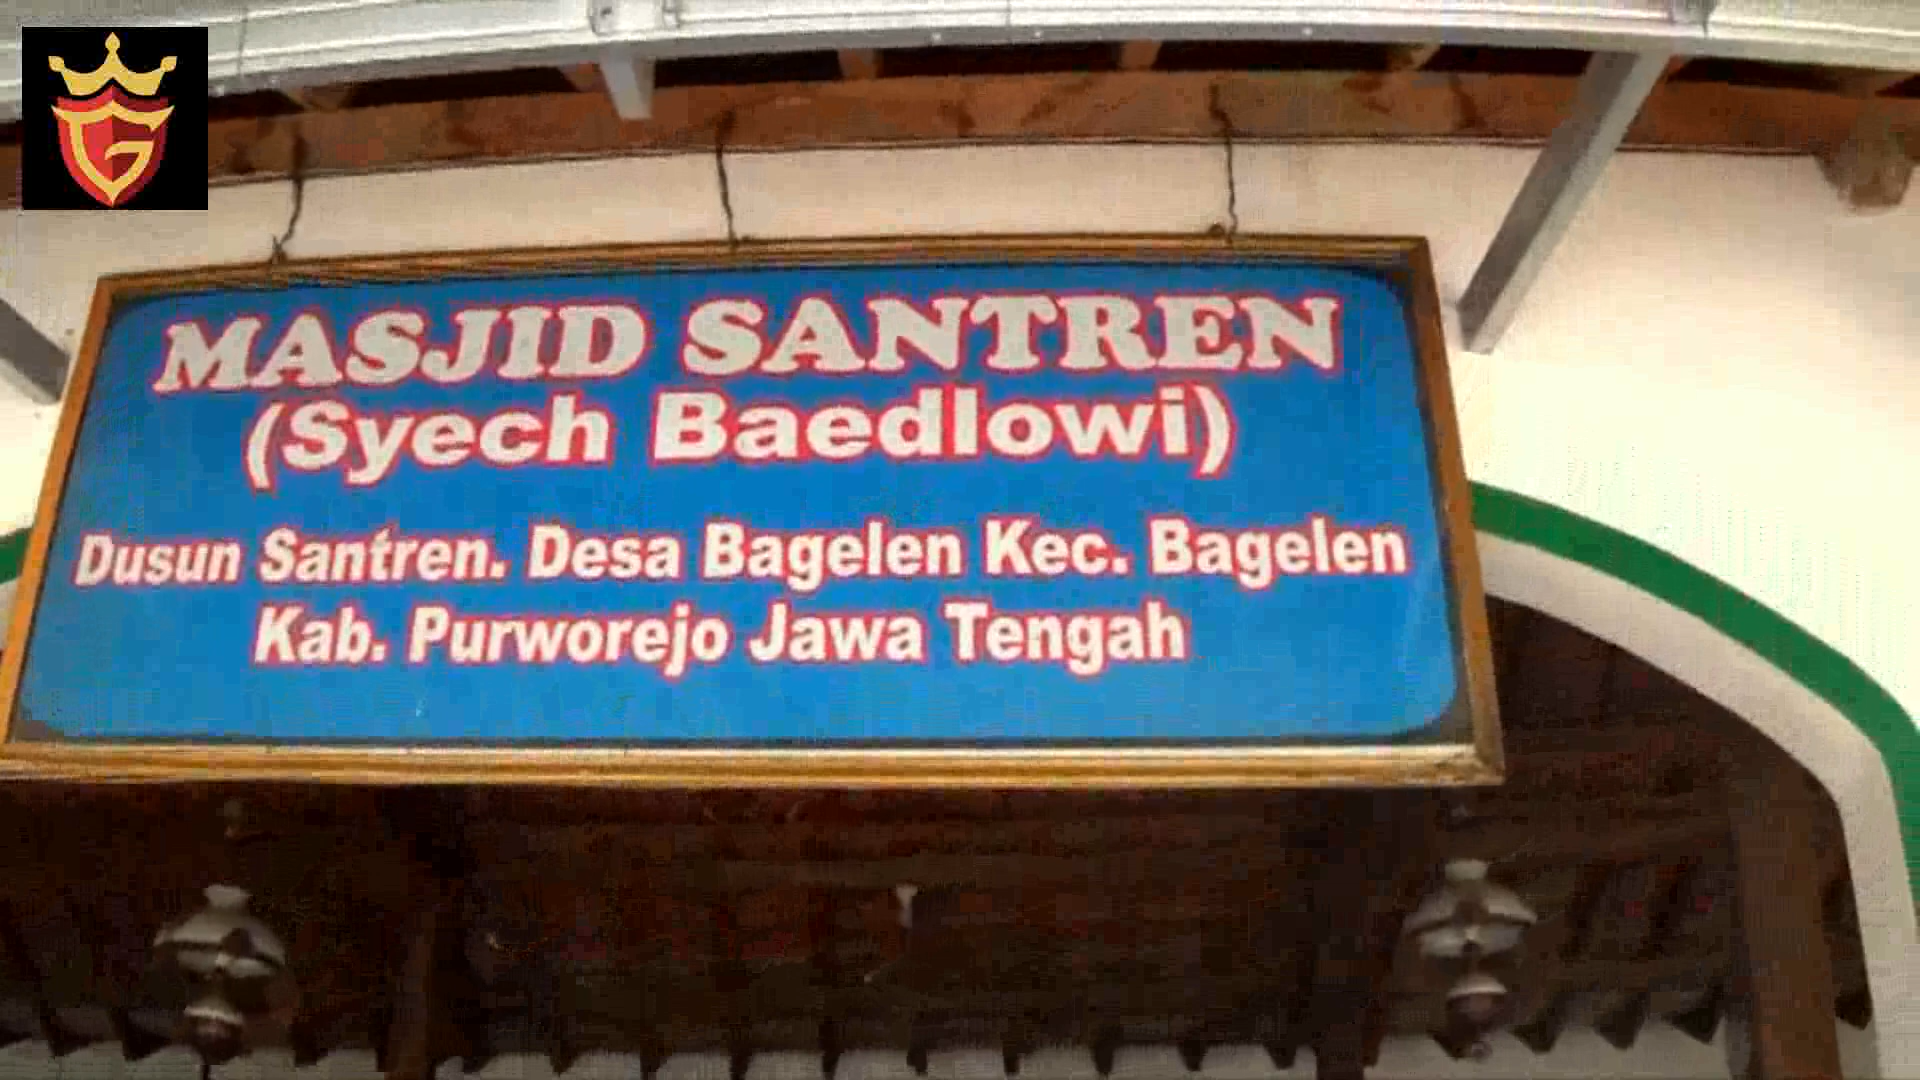 MASJID SANTREN
(Syech Baedlowi)
Dusun Santren. Desa Bagelen Kec. Bagelen
Kab. Purworejo Jawa Tengah